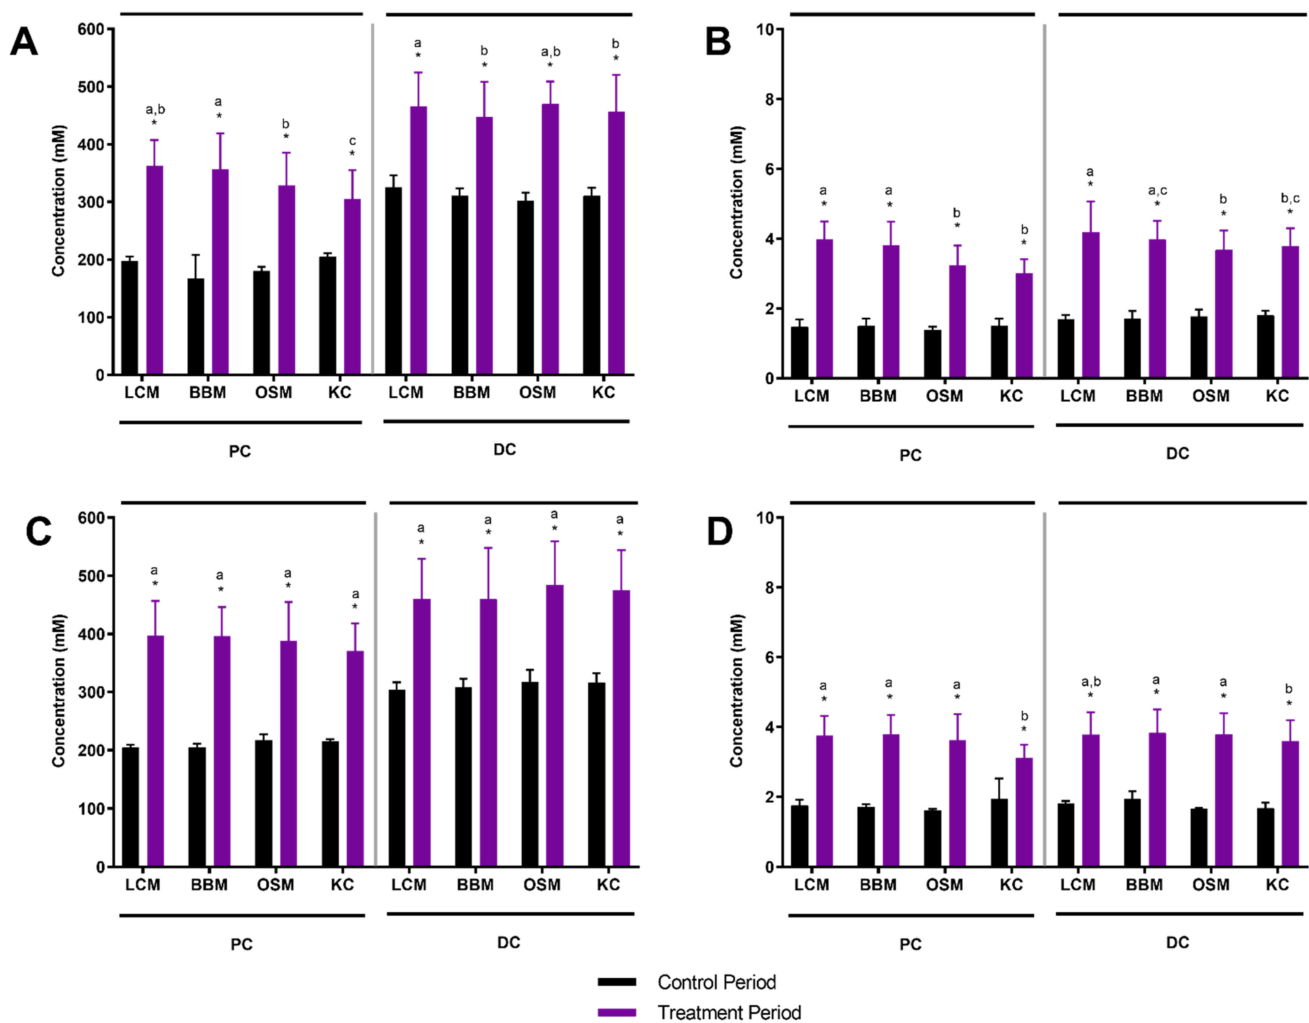 A
Concentration (mM)
600
500
400
300
200
100
0
a,b
*
a
*
b
*
c
*
a
*
b
*
a,b
*
b
*
LCM BBM OSM KC LCM BBM OSM KC
PC DC
B
Concentration (mM)
10
8
6
4
2
0
a
*
a
*
b
*
b
*
a
*
a,c
*
b
*
b,c
*
LCM BBM OSM KC LCM BBM OSM KC
PC DC
C
Concentration (mM)
600
500
400
300
200
100
0
a
*
a
*
a
*
a
*
a
*
a
*
a
*
a
*
LCM BBM OSM KC LCM BBM OSM KC
PC DC
D
Concentration (mM)
10
8
6
4
2
0
a
*
a
*
a
*
b
*
a,b
*
a
*
a
*
b
*
LCM BBM OSM KC LCM BBM OSM KC
PC DC
Control Period
Treatment Period